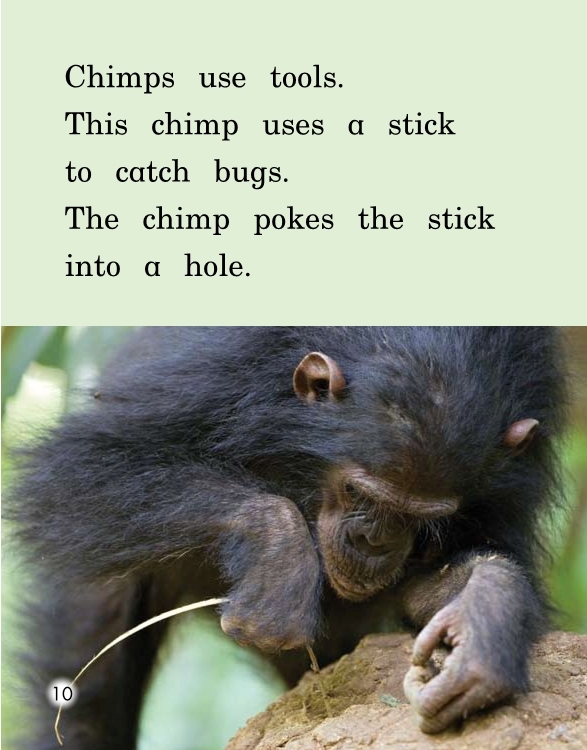 Chimps use tools.
This chimp uses a stick
to catch bugs.
The chimp pokes the stick
into a hole.
10